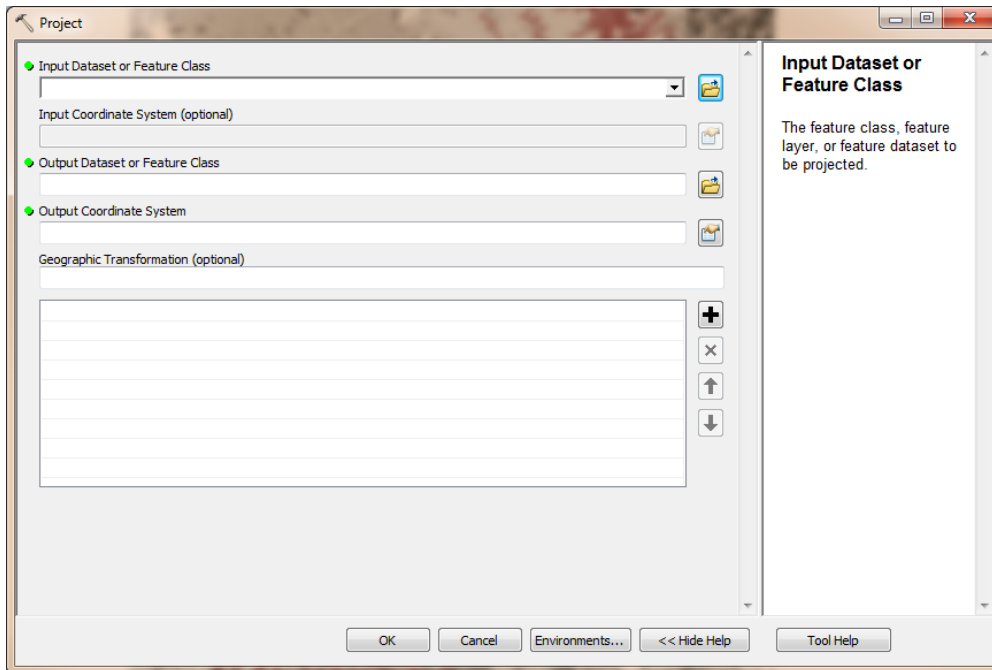 Project
Input Dataset or Feature Class
Input Coordinate System (optional)
Output Dataset or Feature Class
Output Coordinate System
Geographic Transformation (optional)
OK
Cancel
Environments...
<< Hide Help
Input Dataset or
Feature Class
The feature class, feature
layer, or feature dataset to
be projected.
Tool Help